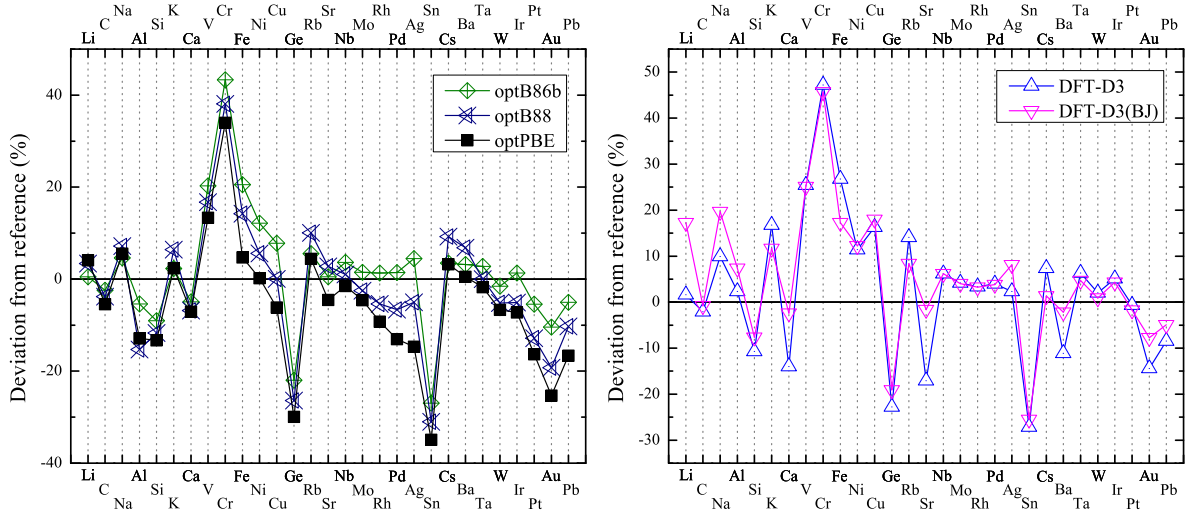 Na K V Cr Ni Cu Rb Sr Mo Rh Ag Sn Ba Ta Ir Pt Pb
C Si
Li Al Ca Fe Ge Nb Pd Cs W Au
40
20
0
-20
-40
Deviation from reference (%)
optB86b
optB88
optPBE
Li Al Ca Fe Ge Nb Pd Cs W Au
C Si V Ni Rb Mo Ag Ba Ir Pb
Na K Cr Cu Sr Rh Sn Ta Pt
Na K Cr Cu Sr Rh Sn Ta Pt
C Si V Ni Rb Mo Ag Ba Ir Pb
Li Al Ca Fe Ge Nb Pd Cs W Au
50
40
30
20
10
0
-10
-20
-30
Deviation from reference (%)
DFT-D3
DFT-D3(BJ)
Li Al Ca Fe Ge Nb Pd Cs W Au
C Si V Ni Rb Mo Ag Ba Ir Pb
Na K Cr Cu Sr Rh Sn Ta Pt